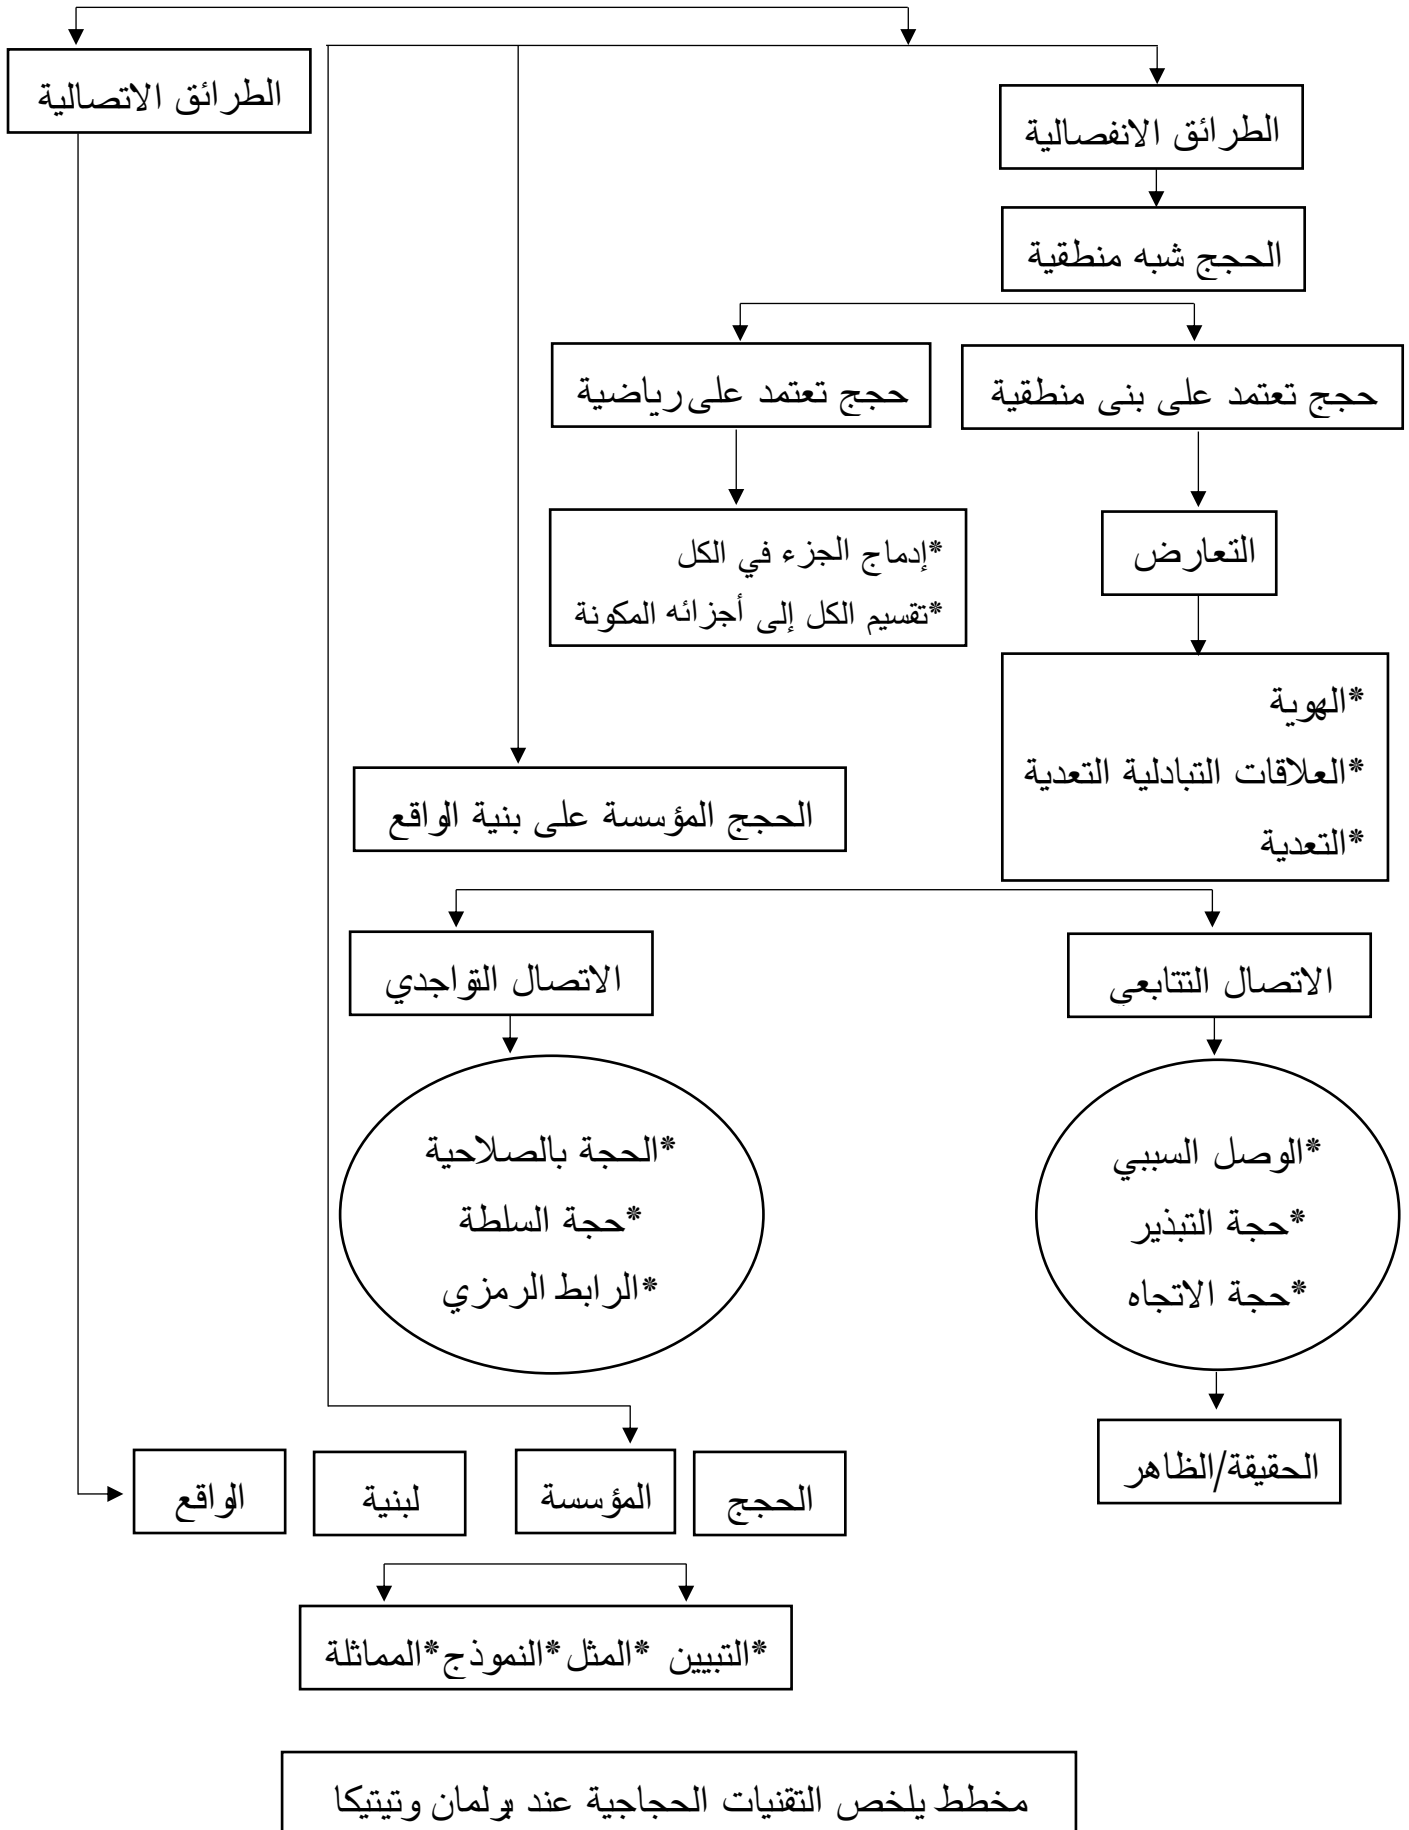 الطرائق الاتصالية
الطرائق الانفصالية
الحجج شبه منطقية
حجج تعتمد على بنى منطقية
حجج تعتمد على رياضية
التعارض
*إدماج الجزء في الكل
*تقسيم الكل إلى أجزائه المكونة
*الهوية
*العلاقات التبادلية التعدية
*التعدية
الحجج المؤسسة على بنية الواقع
الاتصال التتابعي
الاتصال التواجدي
*الوصل السببي
*حجة التبذير
*حجة الاتجاه
*الحجة بالصلاحية
*حجة السلطة
*الرابط الرمزي
الحقيقة/الظاهر
الحجج
المؤسسة
لبنية
الواقع
*التبيين *المثل*النموذج*المماثلة
مخطط يلخص التقنيات الحجاجية عند برلمان وتيتيكا